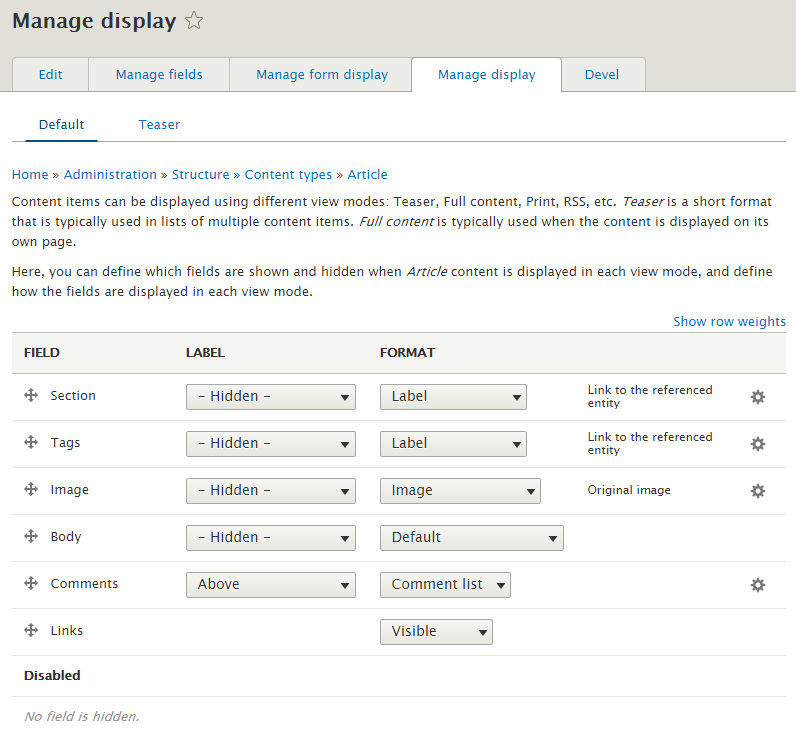 Manage display
Edit Manage fields Manage form display Manage display Devel
Default Teaser
Home » Administration » Structure » Content types » Article
Content items can be displayed using different view modes: Teaser, Full content, Print, RSS, etc. Teaser is a short format
that is typically used in lists of multiple content items. Full content is typically used when the content is displayed on its
own page.
Here, you can define which fields are shown and hidden when Article content is displayed in each view mode, and define
how the fields are displayed in each view mode.
Show row weights
FIELD LABEL FORMAT
Section - Hidden - Label Link to the referenced
entity
Tags - Hidden - Label Link to the referenced
entity
Image - Hidden - Image Original image
Body - Hidden - Default
Comments Above Comment list
Links Visible
Disabled
No field is hidden.